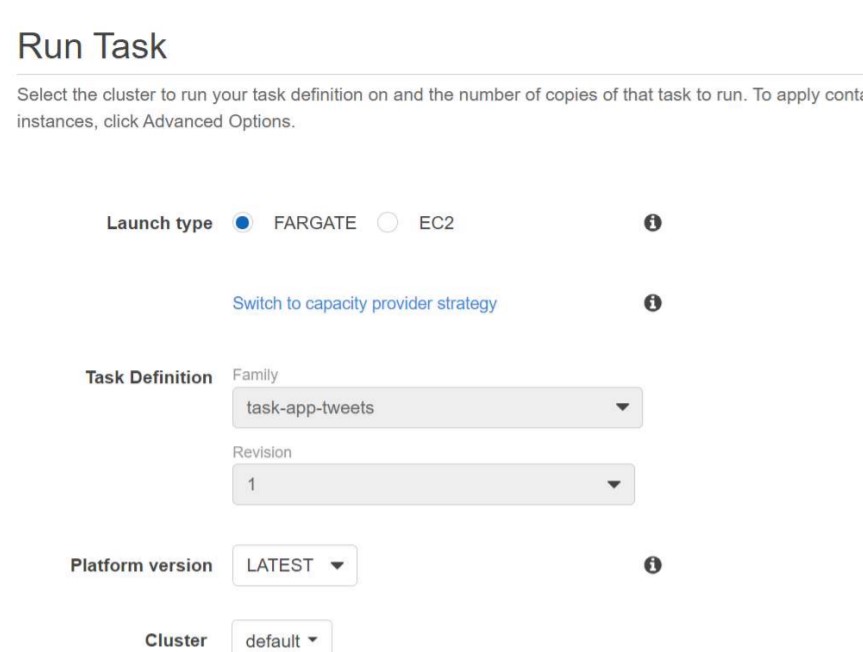 Run Task
Select the cluster to run your task definition on and the number of copies of that task to run. To apply conta
instances, click Advanced Options.
Launch type FARGATE EC2
Switch to capacity provider strategy
Task Definition Family
task-app-tweets
Revision
1
Platform version LATEST
Cluster default